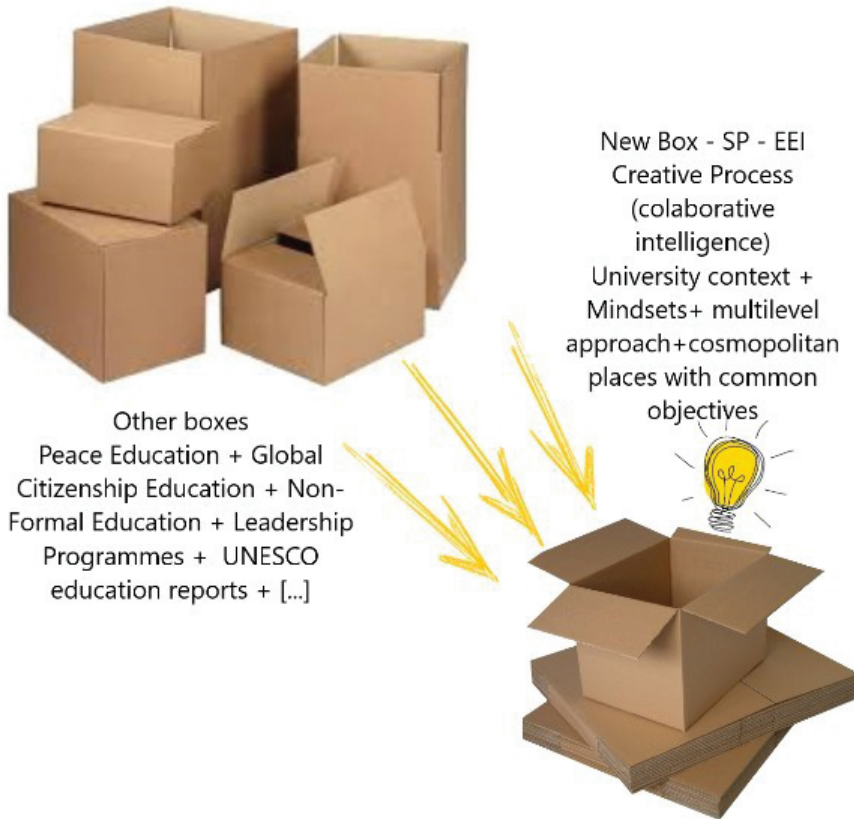 New Box - SP - EEI
Creative Process
(colaborative
intelligence)
University context +
Mindsets+ multilevel
approach+cosmopolitan
places with common
objectives
Other boxes
Peace Education + Global
Citizenship Education + Non-
Formal Education + Leadership
Programmes + UNESCO
education reports + [...]